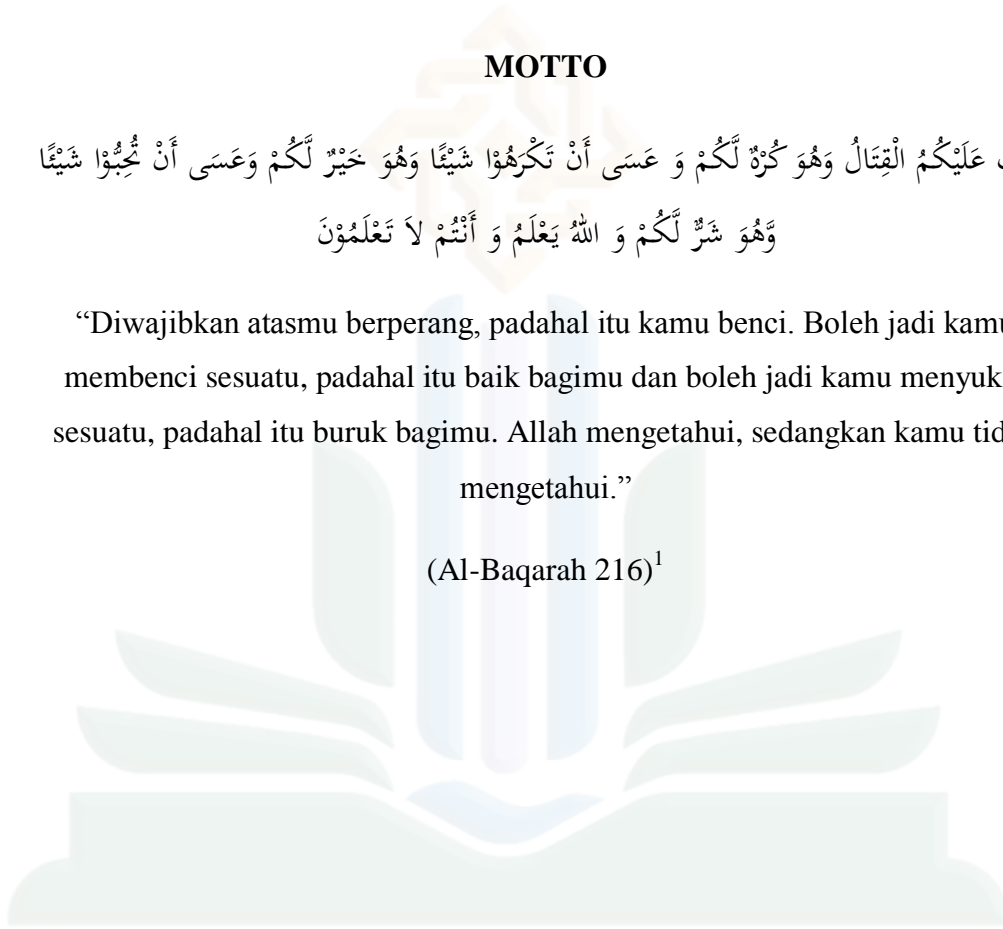 MOTTO
عَلَيْكُمُ الْقِتَالُ وَهُوَ كُرْهٌ لَّكُمْ وَ عَسَى أَنْ تَكْرَهُوْا شَيْئًا وَهُوَ خَيْرٌ لَّكُمْ وَعَسَى أَنْ تُحِبُّوْا شَيْئًا
وَّهُوَ شَرٌّ لَّكُمْ وَ اللهُ يَعْلَمُ وَ أَنْتُمْ لاَ تَعْلَمُوْنَ
“Diwajibkan atasmu berperang, padahal itu kamu benci. Boleh jadi kamu
membenci sesuatu, padahal itu baik bagimu dan boleh jadi kamu menyuk
sesuatu, padahal itu buruk bagimu. Allah mengetahui, sedangkan kamu tid
mengetahui.”
(Al-Baqarah 216)¹